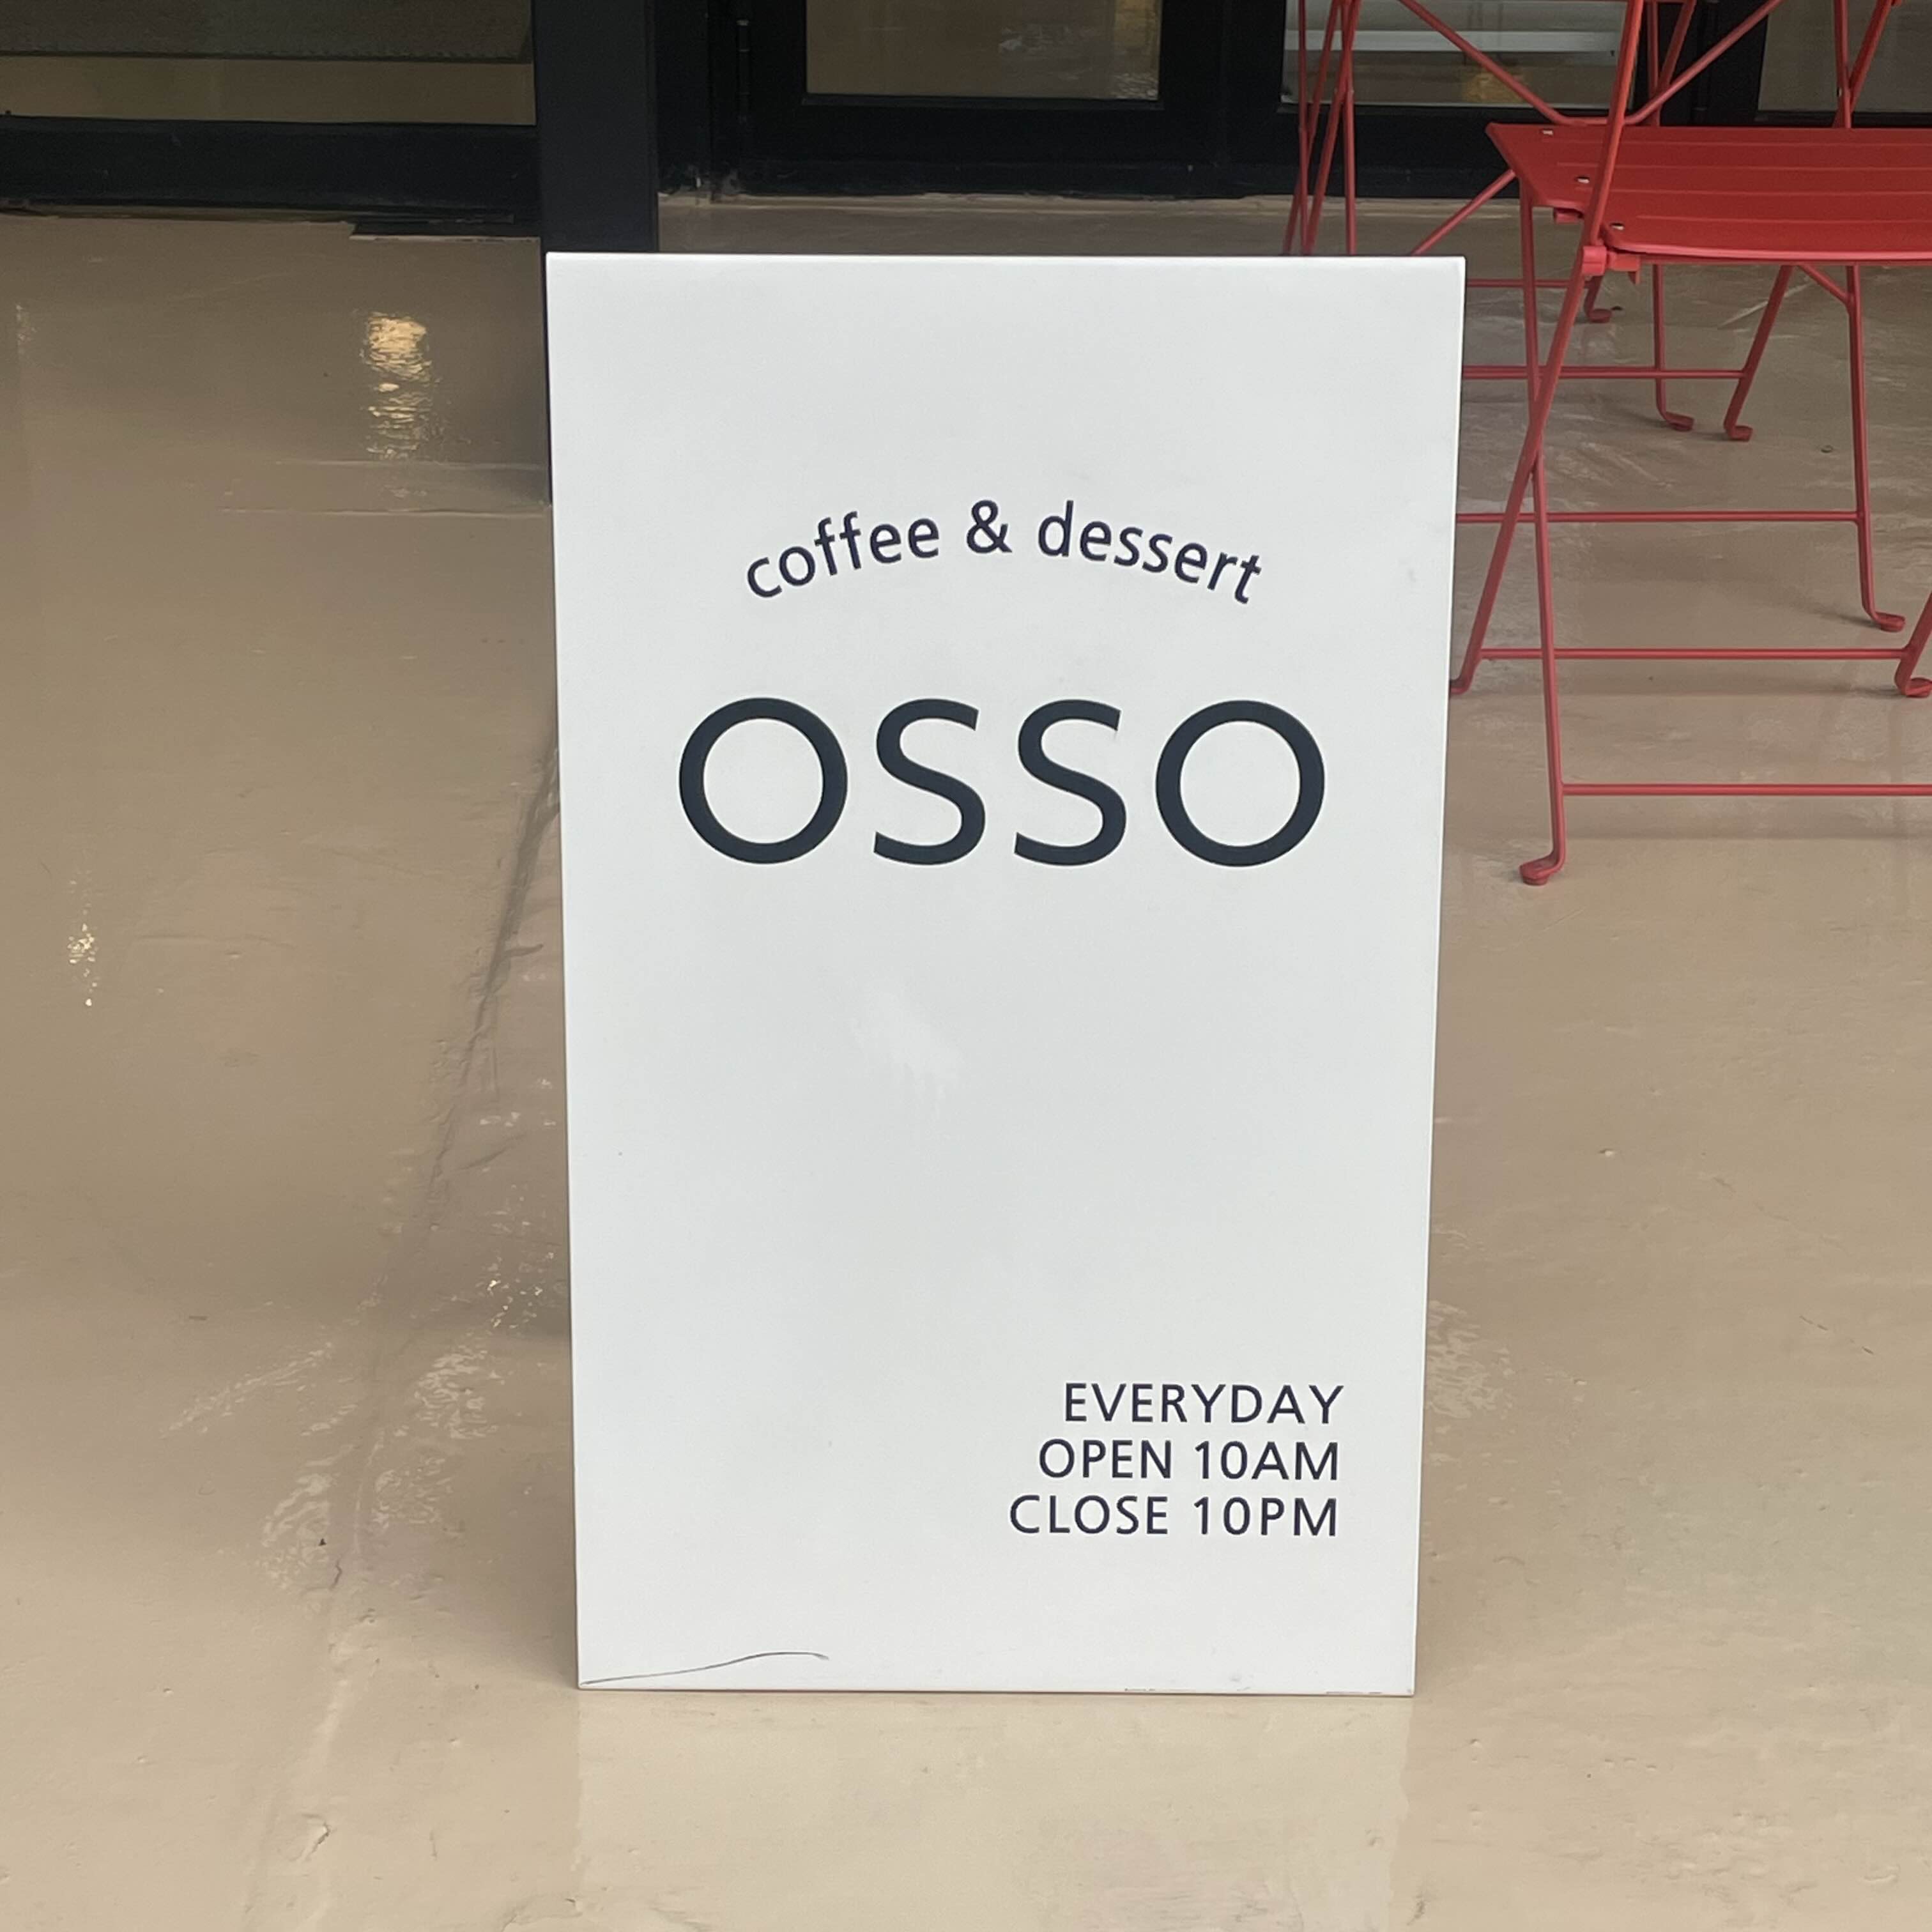 coffee & dessert
OSSO
EVERYDAY
OPEN 10AM
CLOSE 10PM